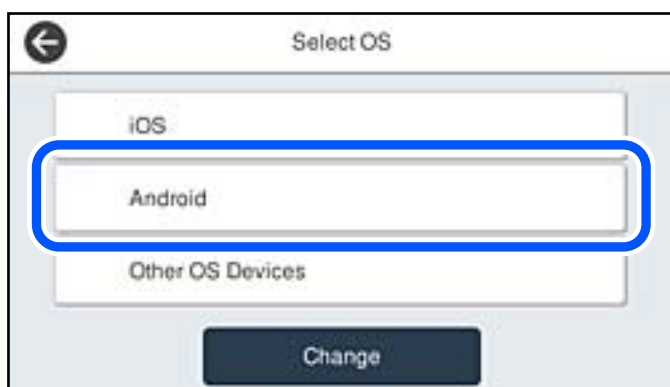 Select OS
iOS
Android
Other OS Devices
Change